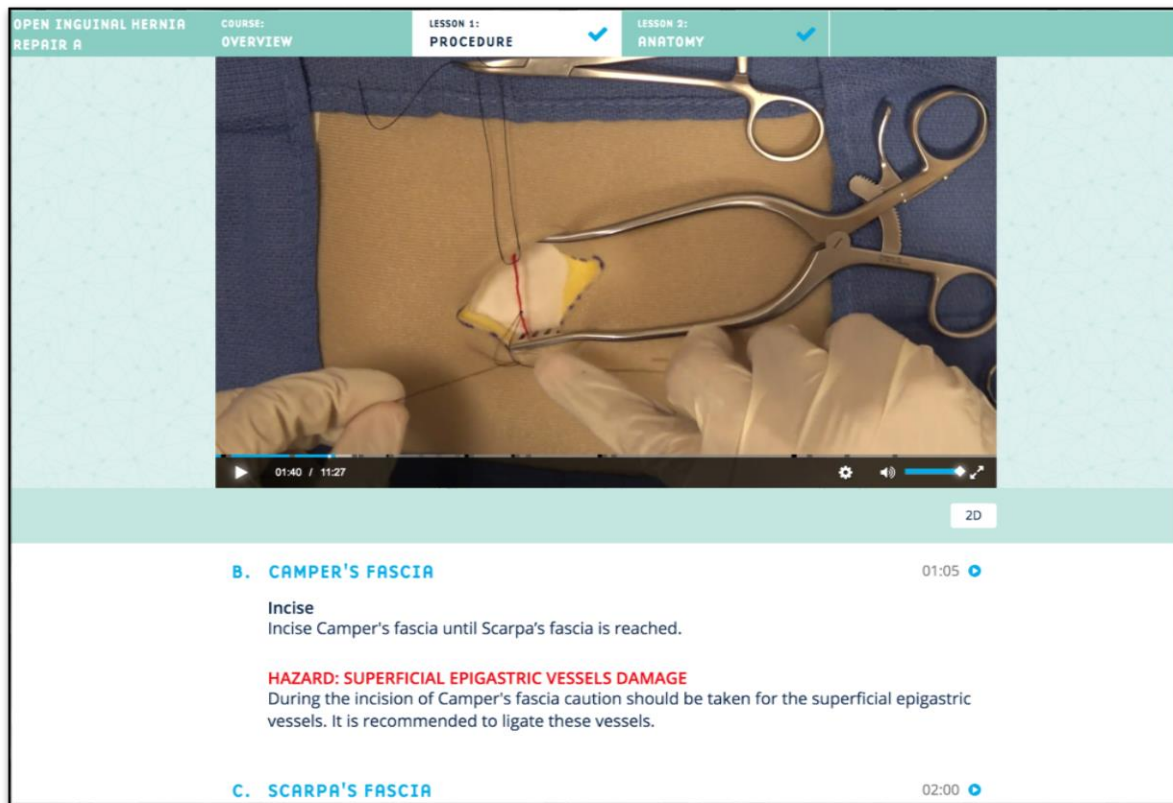 OPEN INGUINAL HERNIA
REPAIR A
COURSE:
OVERVIEW
LESSON 1:
PROCEDURE
LESSON 2:
ANATOMY
01:40 / 11:27
2D
B. CAMPER'S FASCIA 01:05
Incise
Incise Camper's fascia until Scarpa's fascia is reached.
HAZARD: SUPERFICIAL EPIGASTRIC VESSELS DAMAGE
During the incision of Camper's fascia caution should be taken for the superficial epigastric
vessels. It is recommended to ligate these vessels.
C. SCARPA'S FASCIA 02:00